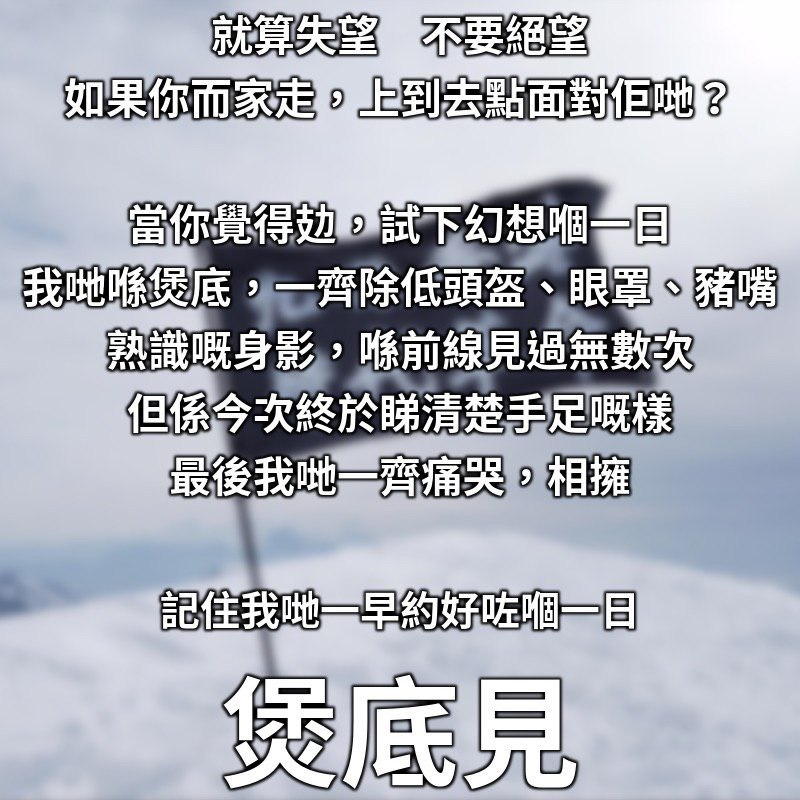 就算失望　不要絕望
如果你而家走，上到去點面對佢哋？
當你覺得攰，試下幻想嗰一日
我哋喺煲底，一齊除低頭盔、眼罩、豬嘴
熟識嘅身影，喺前線見過無數次
但係今次終於睇清楚手足嘅樣
最後我哋一齊痛哭，相擁
記住我哋一早約好咗嗰一日
煲底見